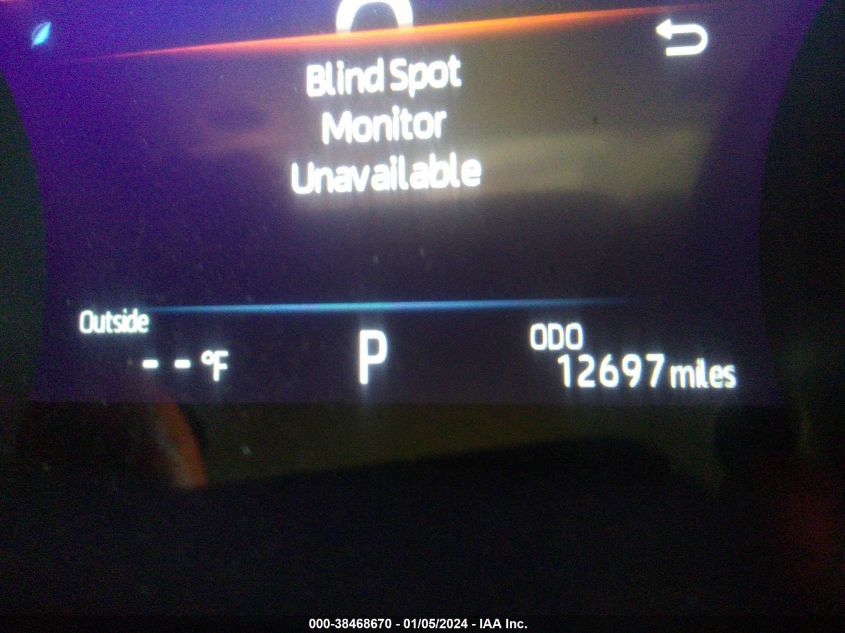 Blind Spot
Monitor
Unavailable
Outside
-- °F
P
ODO
12697 miles
000-38468670 - 01/05/2024 - IAA Inc.